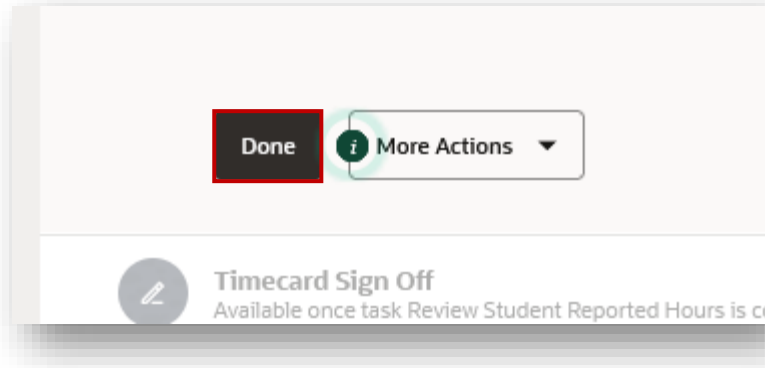 Done
i More Actions
Timecard Sign Off
Available once task Review Student Reported Hours is